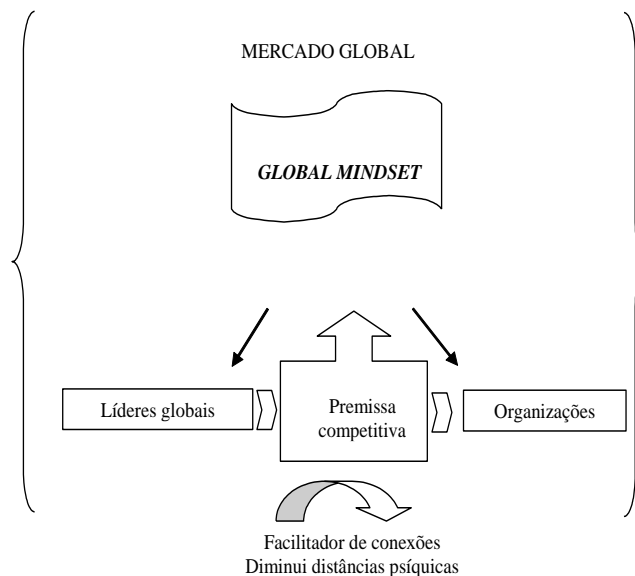 MERCADO GLOBAL
GLOBAL MINDSET
Líderes globais
Premissa
competitiva
Organizações
Facilitador de conexões
Diminui distâncias psíquicas